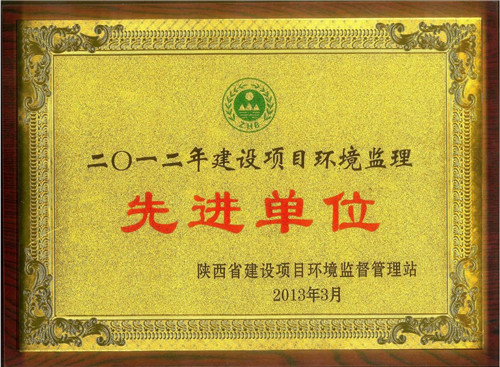 ZHB
二〇一二年建设项目环境监理
先进单位
陕西省建设项目环境监督管理站
2013年3月